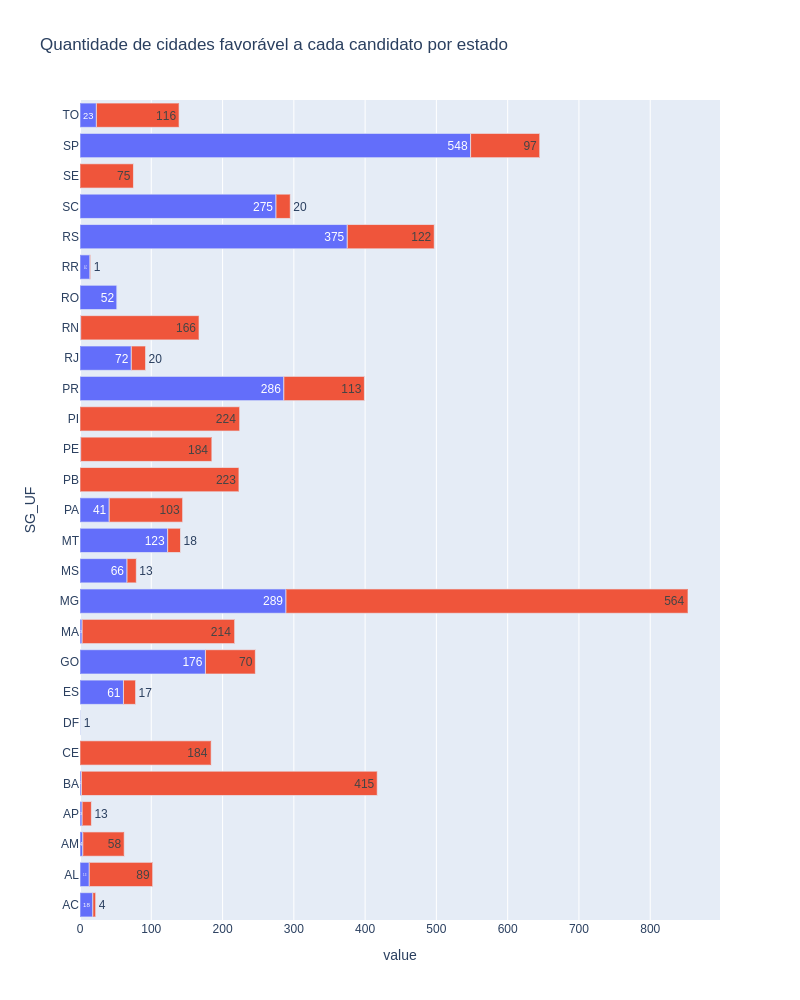 Quantidade de cidades favorável a cada candidato por estado
TO 23 116
SP 548 97
SE 75
SC 275 20
RS 375 122
RR 1
RO 52
RN 166
RJ 72 20
PR 286 113
PI 224
PE 184
PB 223
PA 41 103
MT 123 18
MS 66 13
MG 289 564
MA 214
GO 176 70
ES 61 17
DF 1
CE 184
BA 415
AP 13
AM 58
AL 89
AC 18 4
0 100 200 300 400 500 600 700 800
value
SG_UF